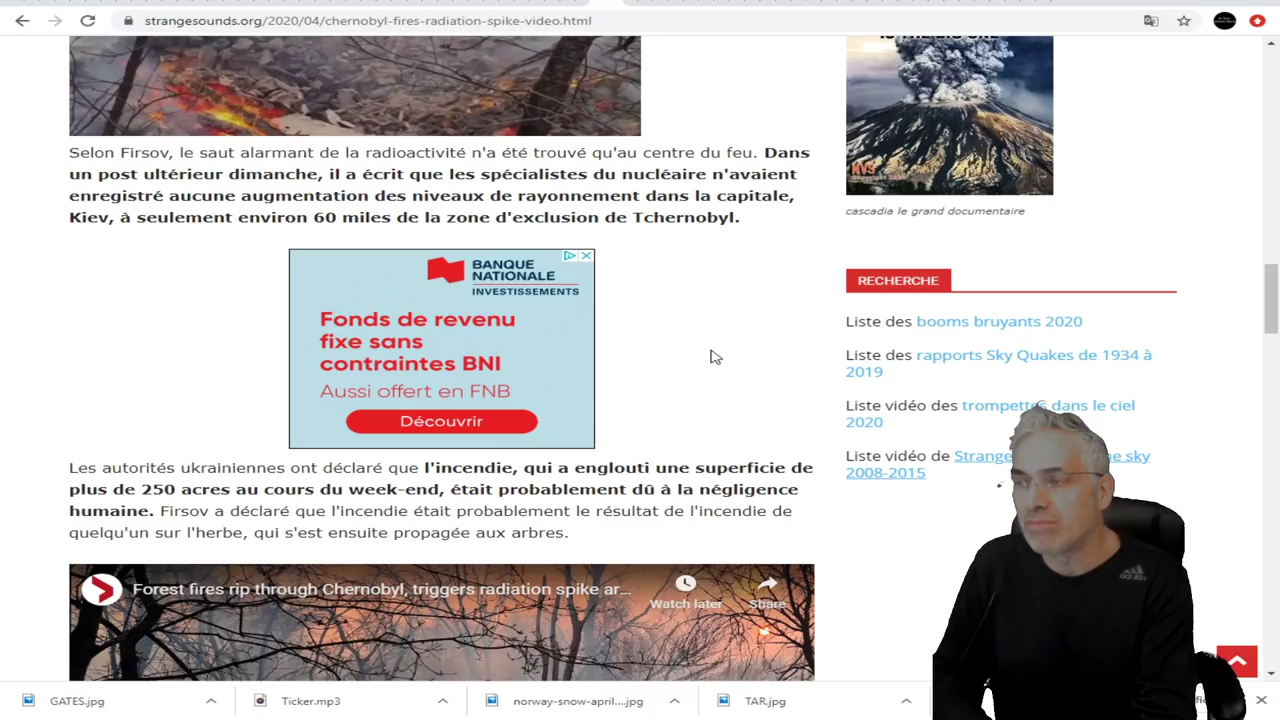 strangesounds.org/2020/04/chernobyl-fires-radiation-spike-video.html
Selon Firsov, le saut alarmant de la radioactivité n'a été trouvé qu'au centre du feu. Dans
un post ultérieur dimanche, il a écrit que les spécialistes du nucléaire n'avaient
enregistré aucune augmentation des niveaux de rayonnement dans la capitale,
Kiev, à seulement environ 60 miles de la zone d'exclusion de Tchernobyl.
BANQUE
NATIONALE
INVESTISSEMENTS
Fonds de revenu
fixe sans
contraintes BNI
Aussi offert en FNB
Découvrir
Les autorités ukrainiennes ont déclaré que l'incendie, qui a englouti une superficie de
plus de 250 acres au cours du week-end, était probablement dû à la négligence
humaine. Firsov a déclaré que l'incendie était probablement le résultat de l'incendie de
quelqu'un sur l'herbe, qui s'est ensuite propagée aux arbres.
Forest fires rip through Chernobyl, triggers radiation spike ar...
Watch later
Share
cascadia le grand documentaire
RECHERCHE
Liste des booms bruyants 2020
Liste des rapports Sky Quakes de 1934 à
2019
Liste vidéo des trompettes dans le ciel
2020
Liste vidéo de Strange
2008-2015
GATES.jpg
Ticker.mp3
norway-snow-april....jpg
TAR.jpg